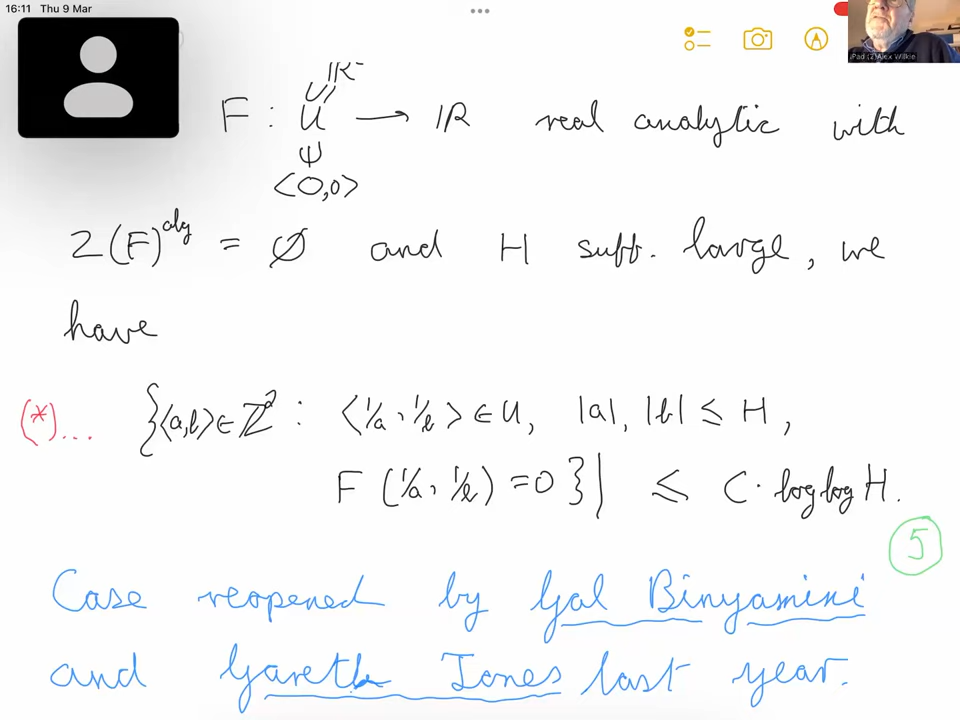 16:11 Thu 9 Mar
iPad (2) Alex Wilkie
ℝ²
F : U → ℝ real analytic with
<0,0>
Z(F)^alg = ∅ and H suff. large, we
have
(*)... {<a,b> ∈ ℤ² : <1/a, 1/b> ∈ U, |a|, |b| ≤ H,
F(1/a, 1/b) = 0}| ≤ C · log log H.
5
Case reopened by Gal Binyamini
and Gareth Jones last year.